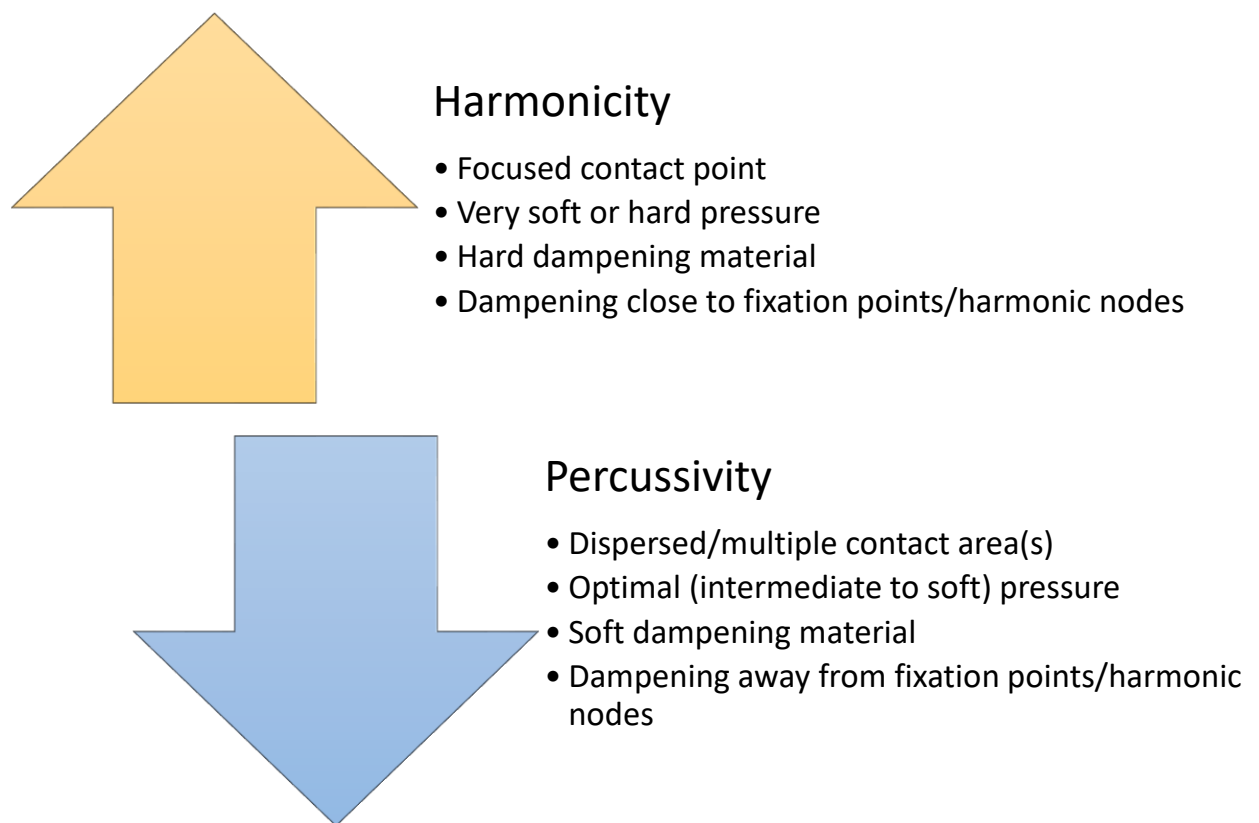 Harmonicity
• Focused contact point
• Very soft or hard pressure
• Hard dampening material
• Dampening close to fixation points/harmonic nodes
Percussivity
• Dispersed/multiple contact area(s)
• Optimal (intermediate to soft) pressure
• Soft dampening material
• Dampening away from fixation points/harmonic
nodes